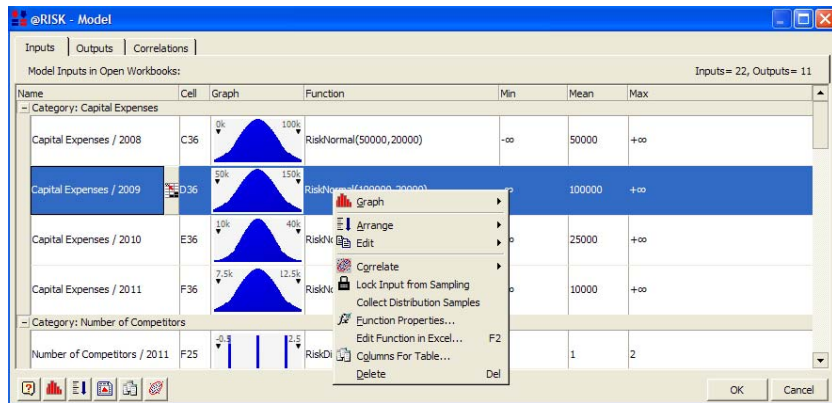 @RISK - Model
Inputs Outputs Correlations
Model Inputs in Open Workbooks: Inputs= 22, Outputs= 11
Name Cell Graph Function Min Mean Max
Category: Capital Expenses
0k 100k
Capital Expenses / 2008 C36 RiskNormal(50000,20000) -∞ 50000 +∞
50k 150k
Capital Expenses / 2009 D36 RiskNormal(100000,20000) 100000 +∞
Graph
10k 40k
Arrange
Capital Expenses / 2010 E36 25000 +∞
Edit
Correlate
7.5k 12.5k
Lock Input from Sampling
Capital Expenses / 2011 F36 10000 +∞
Collect Distribution Samples
Function Properties...
Category: Number of Competitors
Edit Function in Excel... F2
-0.5 2.5
Number of Competitors / 2011 F25 RiskDi 1 2
Columns For Table...
Delete Del
OK Cancel